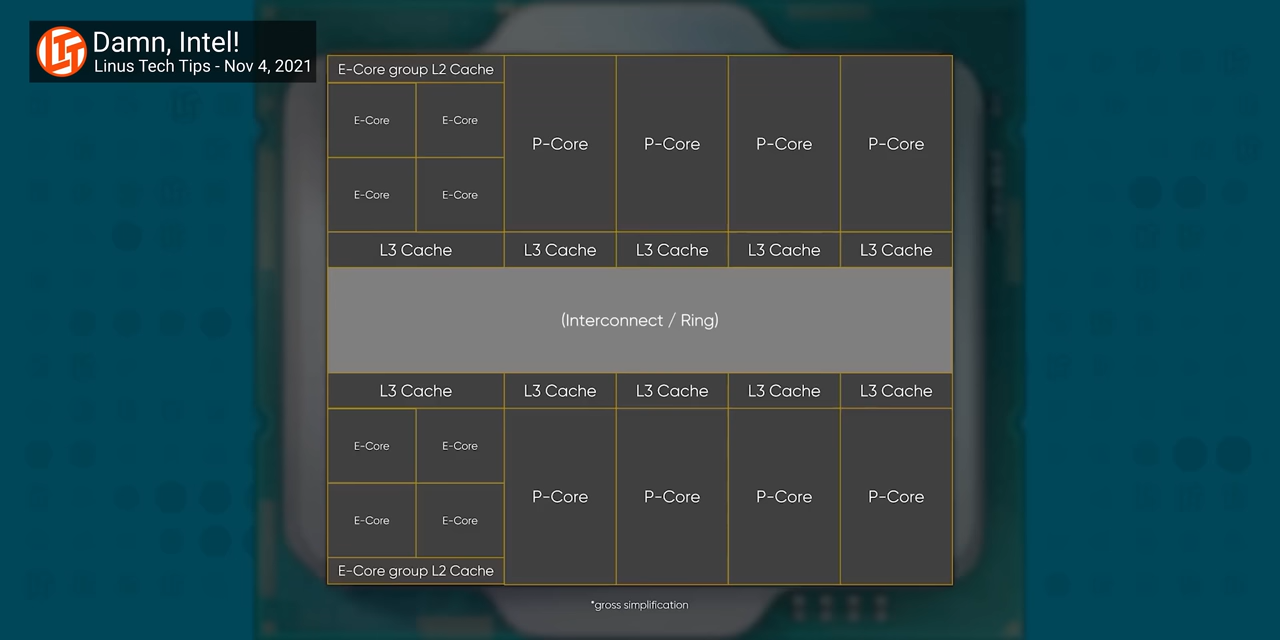 LTT
Damn, Intel!
Linus Tech Tips - Nov 4, 2021
E-Core group L2 Cache
E-Core E-Core
E-Core E-Core
P-Core P-Core P-Core P-Core
L3 Cache L3 Cache L3 Cache L3 Cache L3 Cache
(Interconnect / Ring)
L3 Cache L3 Cache L3 Cache L3 Cache L3 Cache
E-Core E-Core
E-Core E-Core
P-Core P-Core P-Core P-Core
E-Core group L2 Cache
*gross simplification